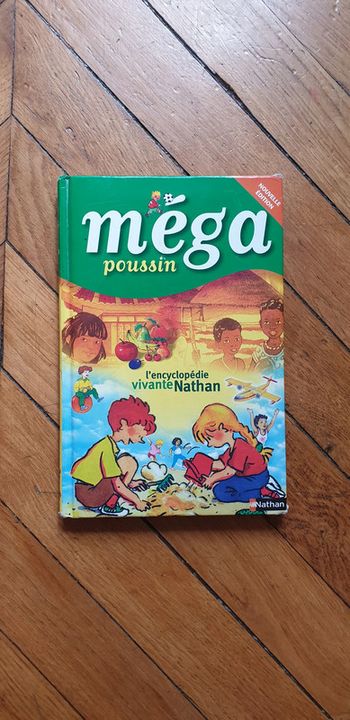 NOUVELLE
ÉDITION
méga
poussin
l'encyclopédie
vivante Nathan
Nathan